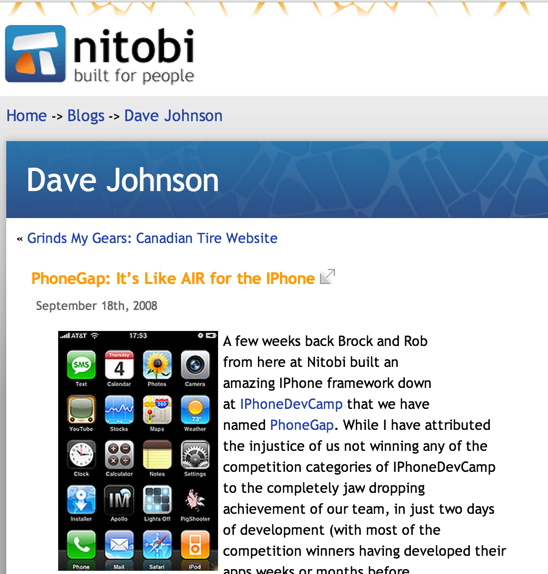 nitobi
built for people
Home -> Blogs -> Dave Johnson
Dave Johnson
« Grinds My Gears: Canadian Tire Website
PhoneGap: It's Like AIR for the IPhone
September 18th, 2008
AT&T 17:53
SMS Thursday 4
Text Calendar Photos Camera
280 73°
YouTube Stocks Maps Weather
Clock Calculator Notes Settings
IM
Installer Apollo Lights Off PigShooter
Phone Mail Safari iPod
A few weeks back Brock and Rob
from here at Nitobi built an
amazing IPhone framework down
at IPhoneDevCamp that we have
named PhoneGap. While I have attributed
the injustice of us not winning any of the
competition categories of IPhoneDevCamp
to the completely jaw dropping
achievement of our team, in just two days
of development (with most of the
competition winners having developed their
apps weeks or months before